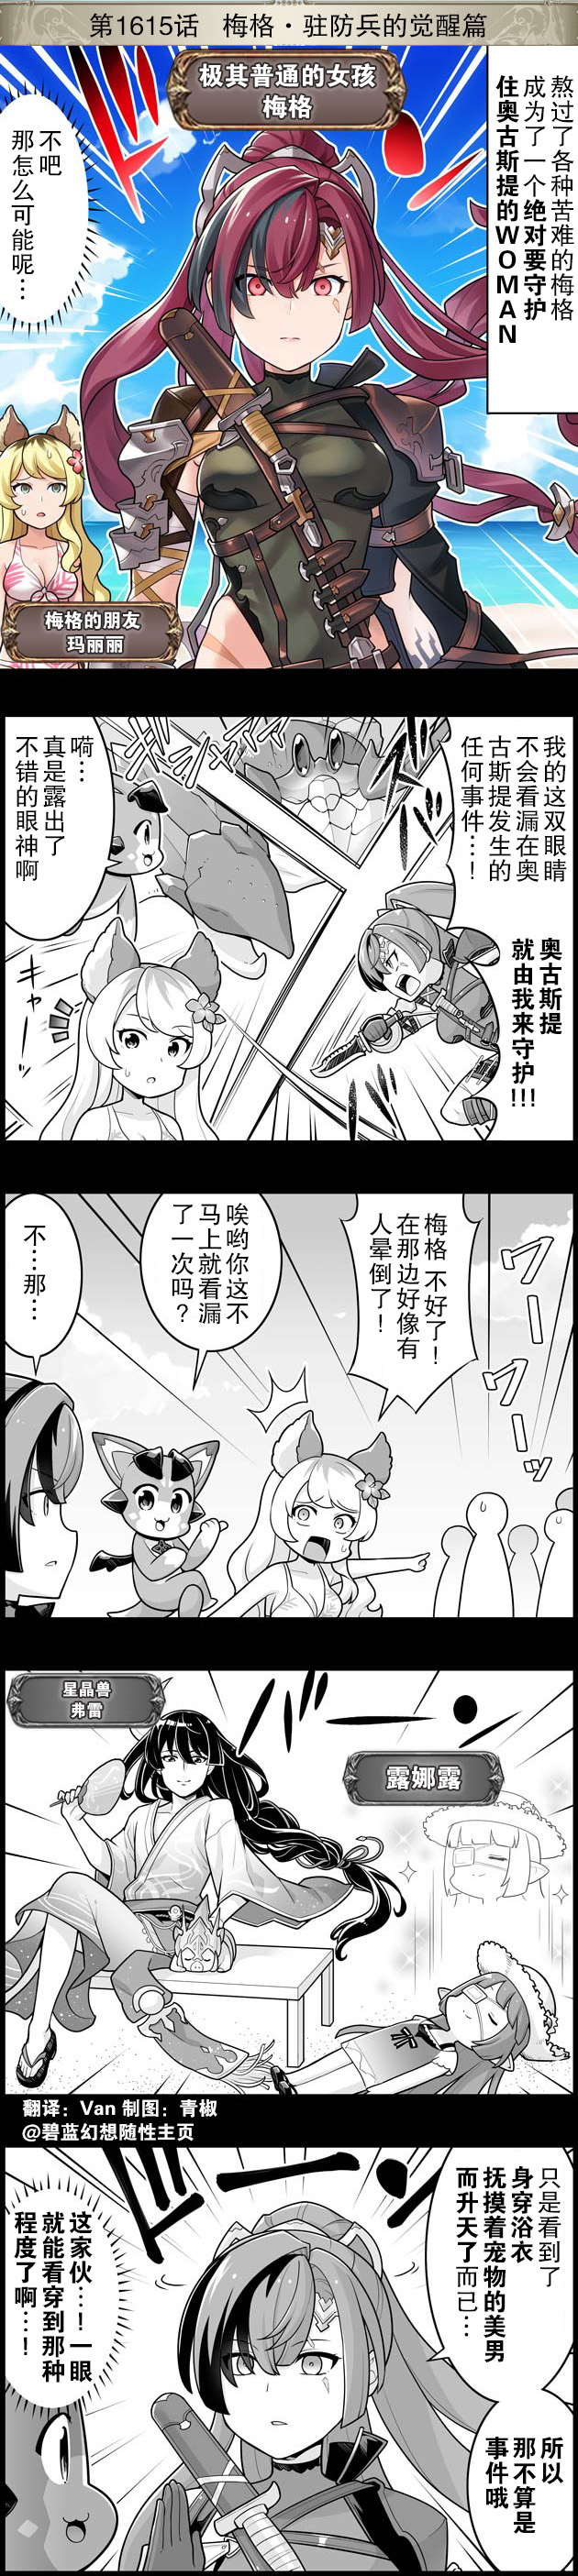 第1615话　梅格・驻防兵的觉醒篇
极其普通的女孩
梅格
熬过了各种苦难的梅格
成为了一个绝对要守护
住奥古斯提的WOMAN
不吧
那怎么可能呢…
梅格的朋友
玛丽丽
我的这双眼睛
不会看漏在奥
古斯提发生的
任何事件…！
奥古斯提
就由我来守护!!!
嗬…
真是露出了
不错的眼神啊
キャ
ワーワーッ
梅格 不好了！
在那边好像有
人晕倒了！
唉哟你这不
马上就看漏
了一次吗？
不…那…
星晶兽
弗雷
露娜露
翻译：Van 制图：青椒
@碧蓝幻想随性主页
只是看到了
身穿浴衣
抚摸着宠物的美男
而升天了而已…
所以
那不算是
事件哦
ドーン
这家伙…！一眼
就能看穿到那种
程度了啊…！